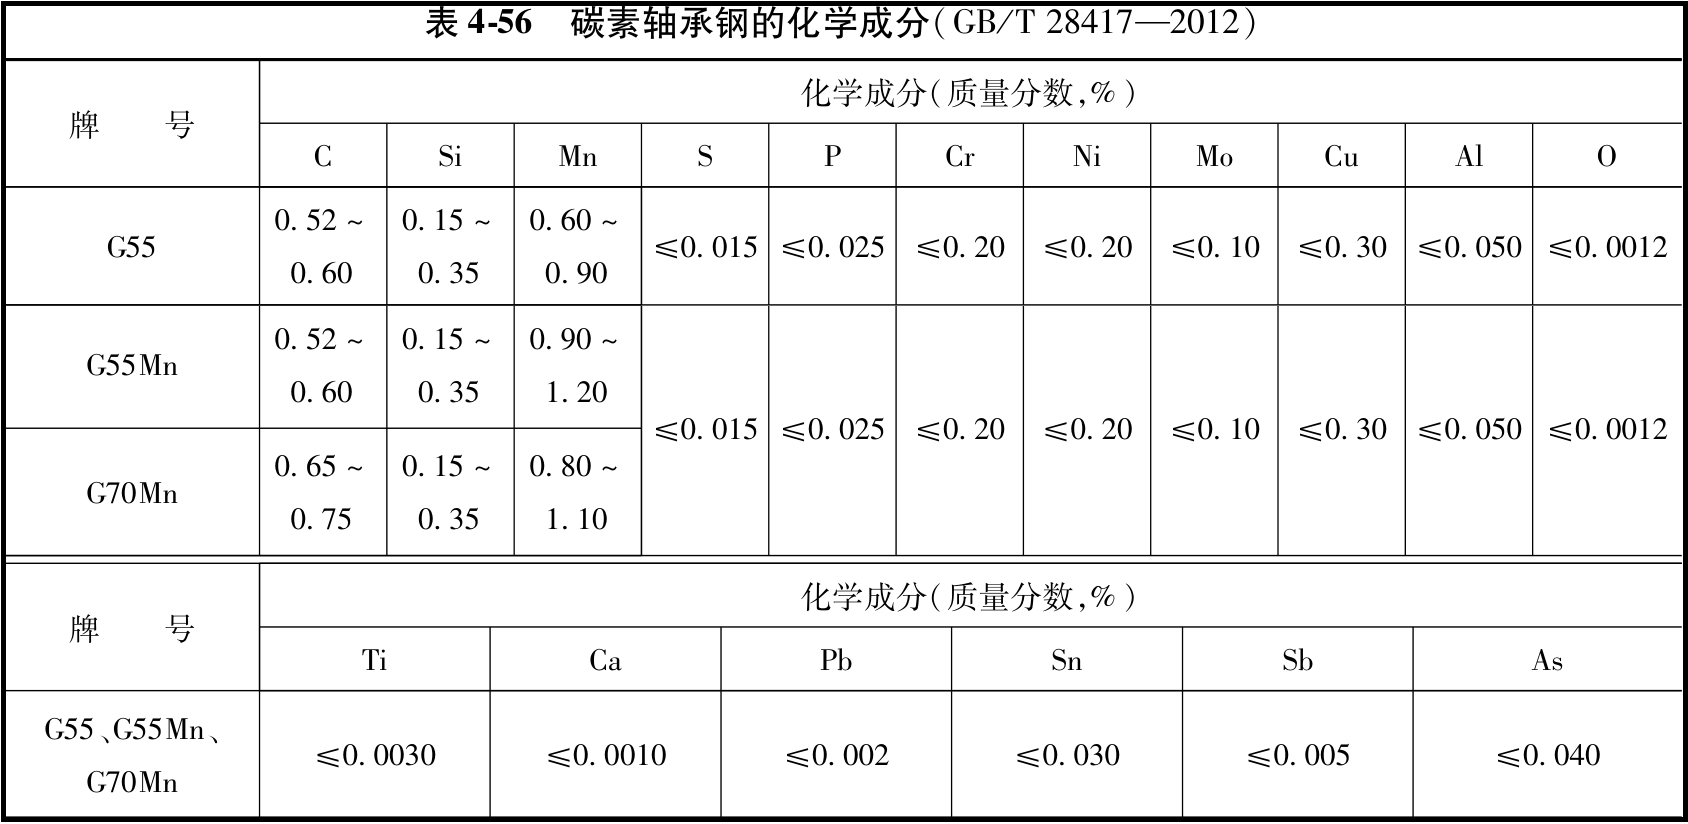 表 4-56 碳素轴承钢的化学成分(GB/T 28417—2012)
牌 号
化学成分(质量分数,%)
C Si Mn S P Cr Ni Mo Cu Al O
G55
0.52~ 0.15~ 0.60~
0.60 0.35 0.90
≤0.015 ≤0.025 ≤0.20 ≤0.20 ≤0.10 ≤0.30 ≤0.050 ≤0.0012
G55Mn
0.52~ 0.15~ 0.90~
0.60 0.35 1.20
≤0.015 ≤0.025 ≤0.20 ≤0.20 ≤0.10 ≤0.30 ≤0.050 ≤0.0012
G70Mn
0.65~ 0.15~ 0.80~
0.75 0.35 1.10
牌 号
化学成分(质量分数,%)
Ti Ca Pb Sn Sb As
G55、G55Mn、
G70Mn
≤0.0030 ≤0.0010 ≤0.002 ≤0.030 ≤0.005 ≤0.040